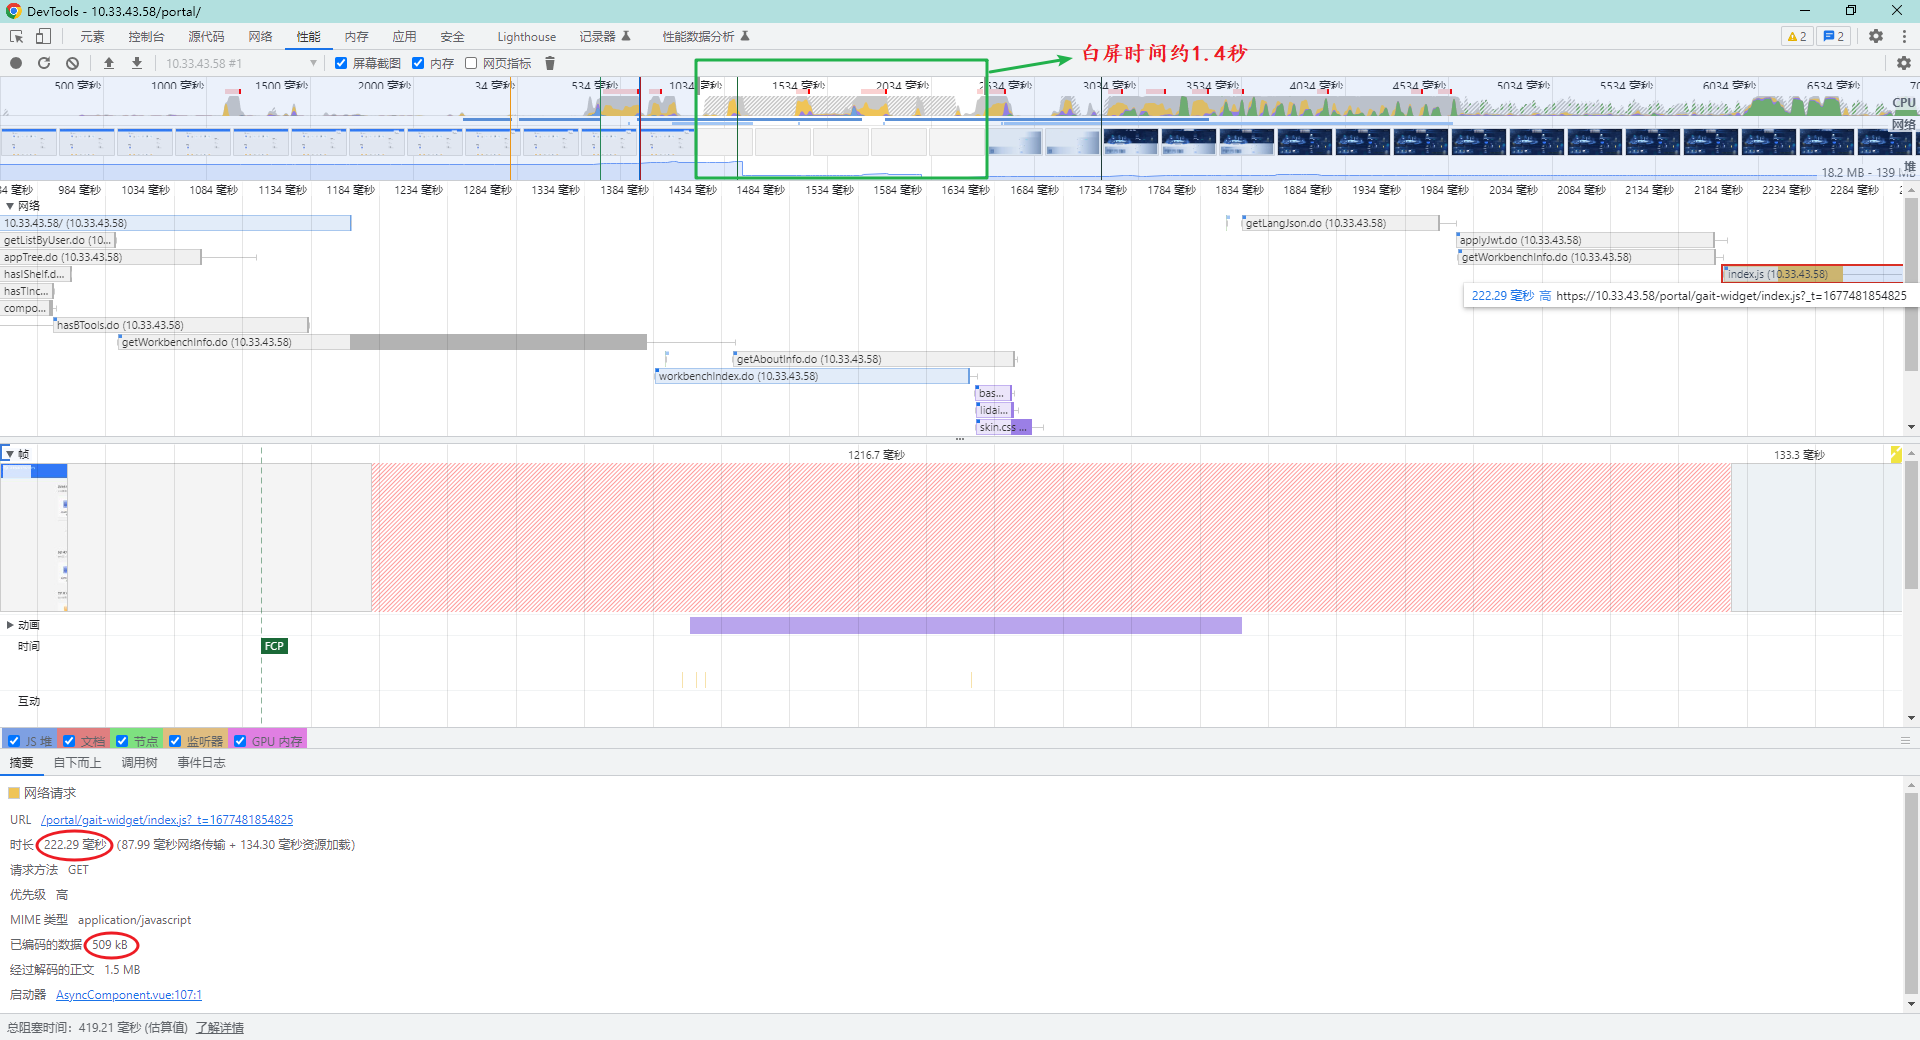 DevTools - 10.33.43.58/portal/
元素 控制台 源代码 网络 性能 内存 应用 安全 Lighthouse 记录器 性能数据分析 2 2
10.33.43.58 #1 屏幕截图 内存 网页指标
白屏时间约1.4秒
500 毫秒 1000 毫秒 1500 毫秒 2000 毫秒 34 毫秒 534 毫秒 1034 毫秒 1534 毫秒 2034 毫秒 2534 毫秒 3034 毫秒 3534 毫秒 4034 毫秒 4534 毫秒 5034 毫秒 5534 毫秒 6034 毫秒 6534 毫秒
CPU
网络
堆
18.2 MB - 139 M
34 毫秒 984 毫秒 1034 毫秒 1084 毫秒 1134 毫秒 1184 毫秒 1234 毫秒 1284 毫秒 1334 毫秒 1384 毫秒 1434 毫秒 1484 毫秒 1534 毫秒 1584 毫秒 1634 毫秒 1684 毫秒 1734 毫秒 1784 毫秒 1834 毫秒 1884 毫秒 1934 毫秒 1984 毫秒 2034 毫秒 2084 毫秒 2134 毫秒 2184 毫秒 2234 毫秒 2284 毫秒
网络
10.33.43.58/ (10.33.43.58) getLangJson.do (10.33.43.58)
getListByUser.do (10... applyJwt.do (10.33.43.58)
appTree.do (10.33.43.58) getWorkbenchInfo.do (10.33.43.58)
haslShelf.d... index.js (10.33.43.58)
hasTInc...
222.29 毫秒 高 https://10.33.43.58/portal/gait-widget/index.js?_t=1677481854825
compo...
hasBTools.do (10.33.43.58)
getWorkbenchInfo.do (10.33.43.58)
getAboutInfo.do (10.33.43.58)
workbenchIndex.do (10.33.43.58)
bas...
lidai...
skin.css ...
帧 1216.7 毫秒 133.3 毫秒
动画
时间 FCP
互动
JS 堆 文档 节点 监听器 GPU 内存
摘要 自下而上 调用树 事件日志
网络请求
URL /portal/gait-widget/index.js?_t=1677481854825
时长 222.29 毫秒 (87.99 毫秒网络传输 + 134.30 毫秒资源加载)
请求方法 GET
优先级 高
MIME 类型 application/javascript
已编码的数据 509 kB
经过解码的正文 1.5 MB
启动器 AsyncComponent.vue:107:1
总阻塞时间: 419.21 毫秒 (估算值) 了解详情